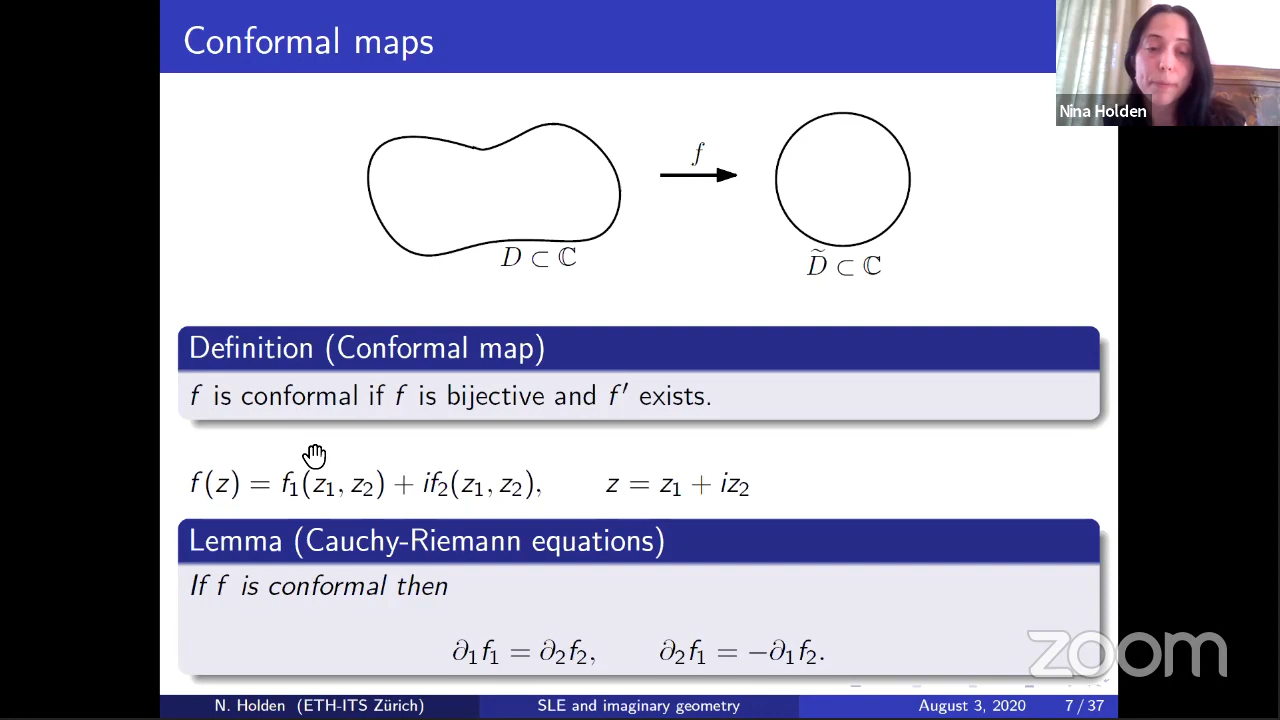 Conformal maps
Nina Holden
f
D ⊂ ℂ
D̃ ⊂ ℂ
Definition (Conformal map)
f is conformal if f is bijective and f′ exists.
f(z) = f₁(z₁, z₂) + if₂(z₁, z₂), z = z₁ + iz₂
Lemma (Cauchy-Riemann equations)
If f is conformal then
∂₁f₁ = ∂₂f₂, ∂₂f₁ = −∂₁f₂.
zoom
N. Holden (ETH-ITS Zürich) SLE and imaginary geometry August 3, 2020 7 / 37